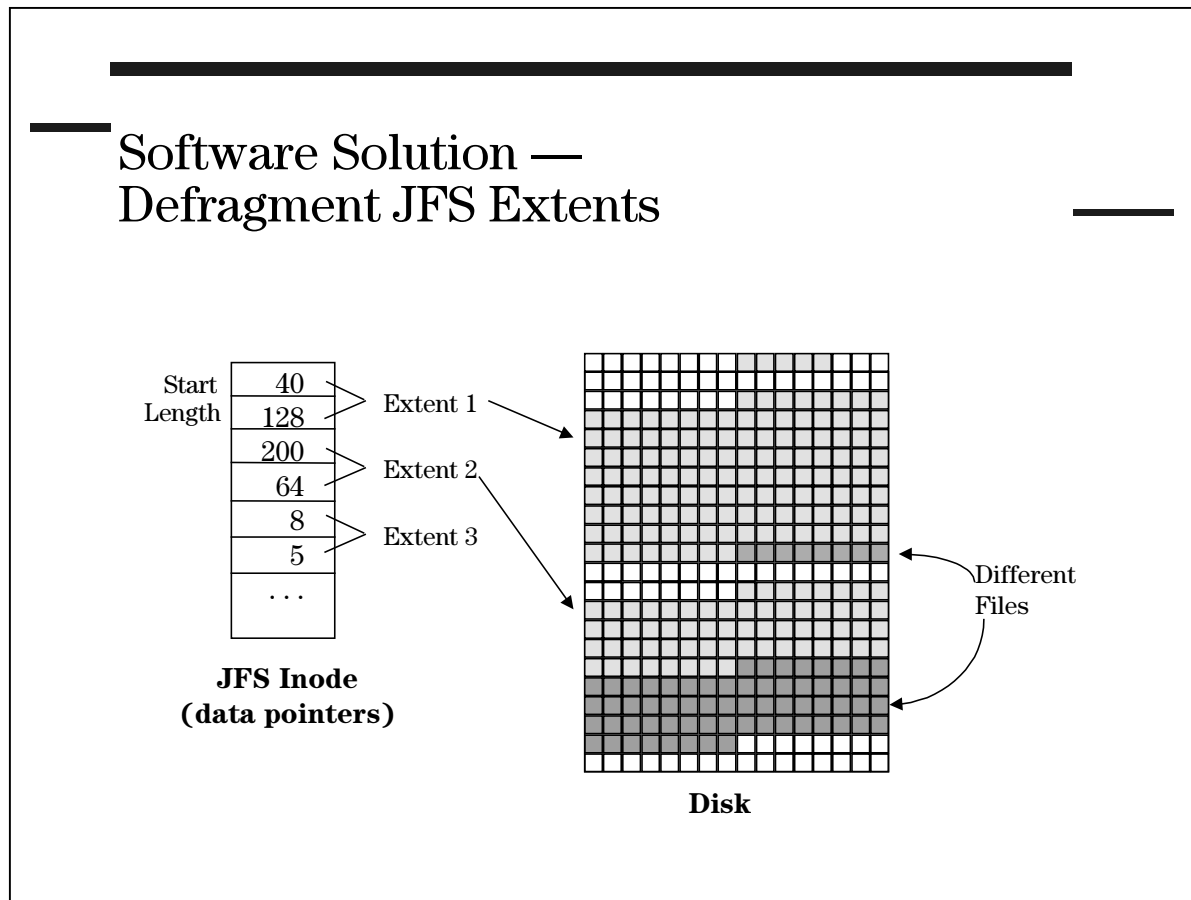 Software Solution —
Defragment JFS Extents
Start
Length
40
128
200
64
8
5
. . .
Extent 1
Extent 2
Extent 3
JFS Inode
(data pointers)
Different
Files
Disk